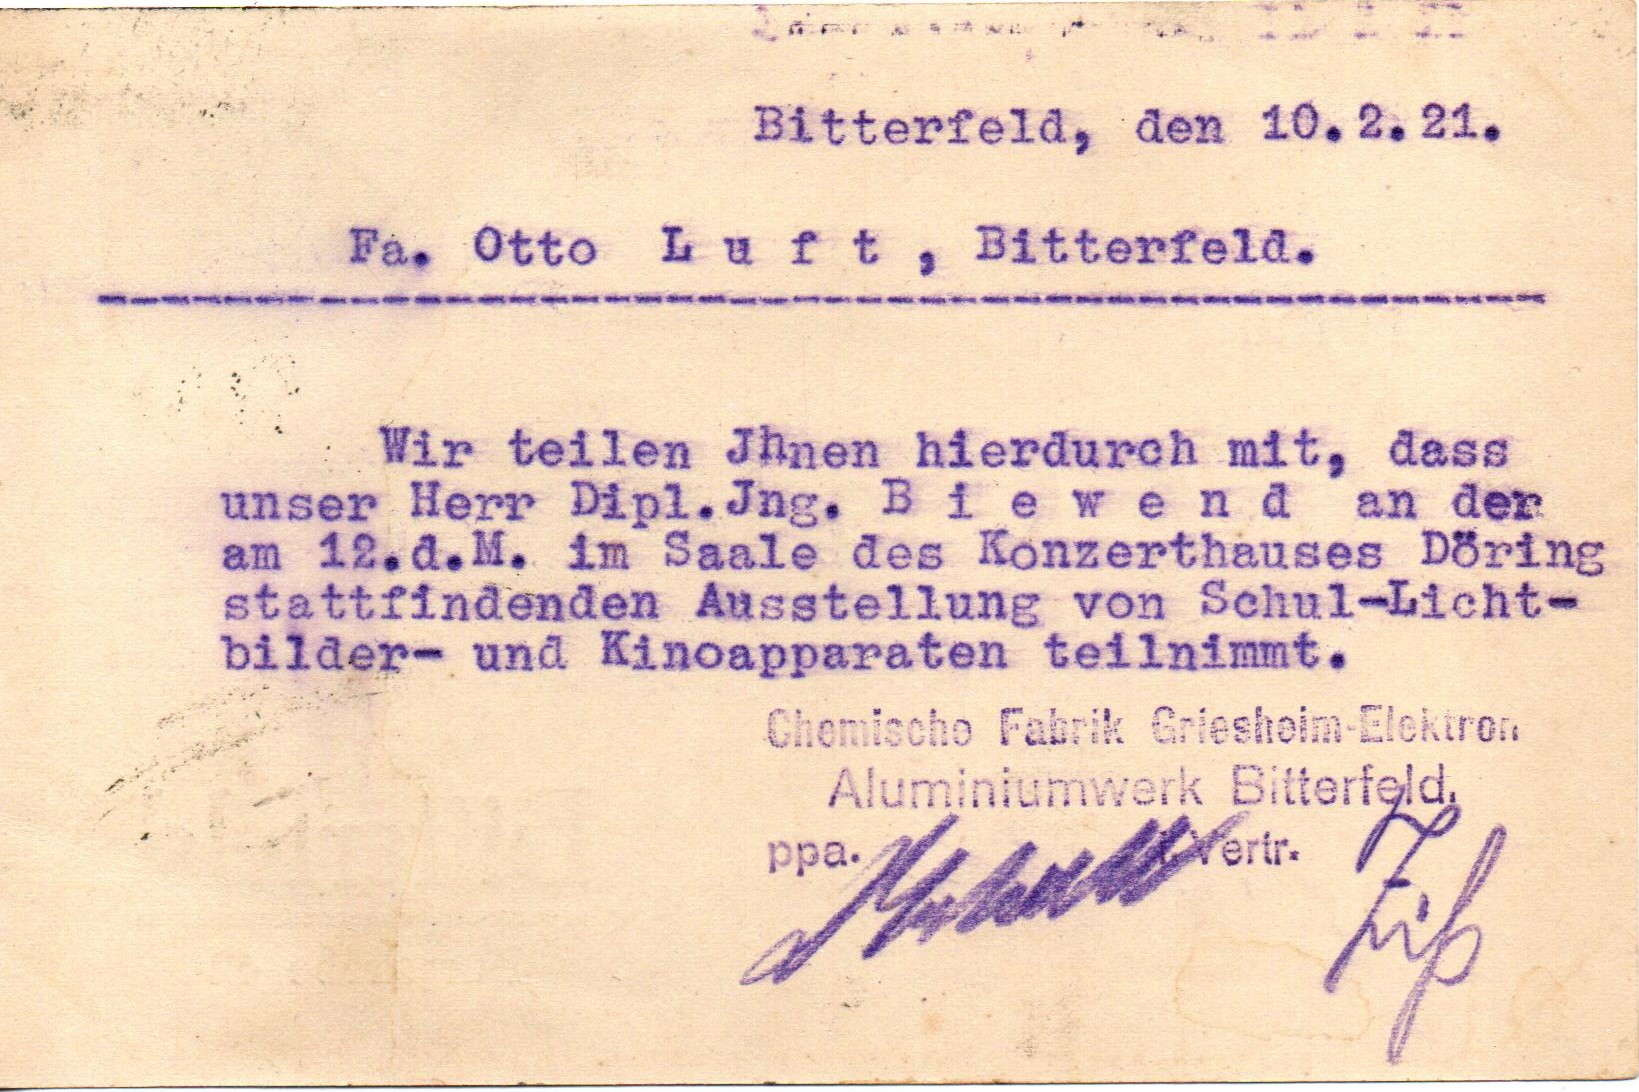 Bitterfeld, den 10.2.21.
Fa. Otto L u f t , Bitterfeld.
Wir teilen Jhnen hierdurch mit, dass
unser Herr Dipl.Jng. B i e w e n d an der
am 12.d.M. im Saale des Konzerthauses Döring
stattfindenden Ausstellung von Schul-Licht-
bilder- und Kinoapparaten teilnimmt.
Chemische Fabrik Griesheim-Elektron
Aluminiumwerk Bitterfeld.
ppa. i. Vertr.